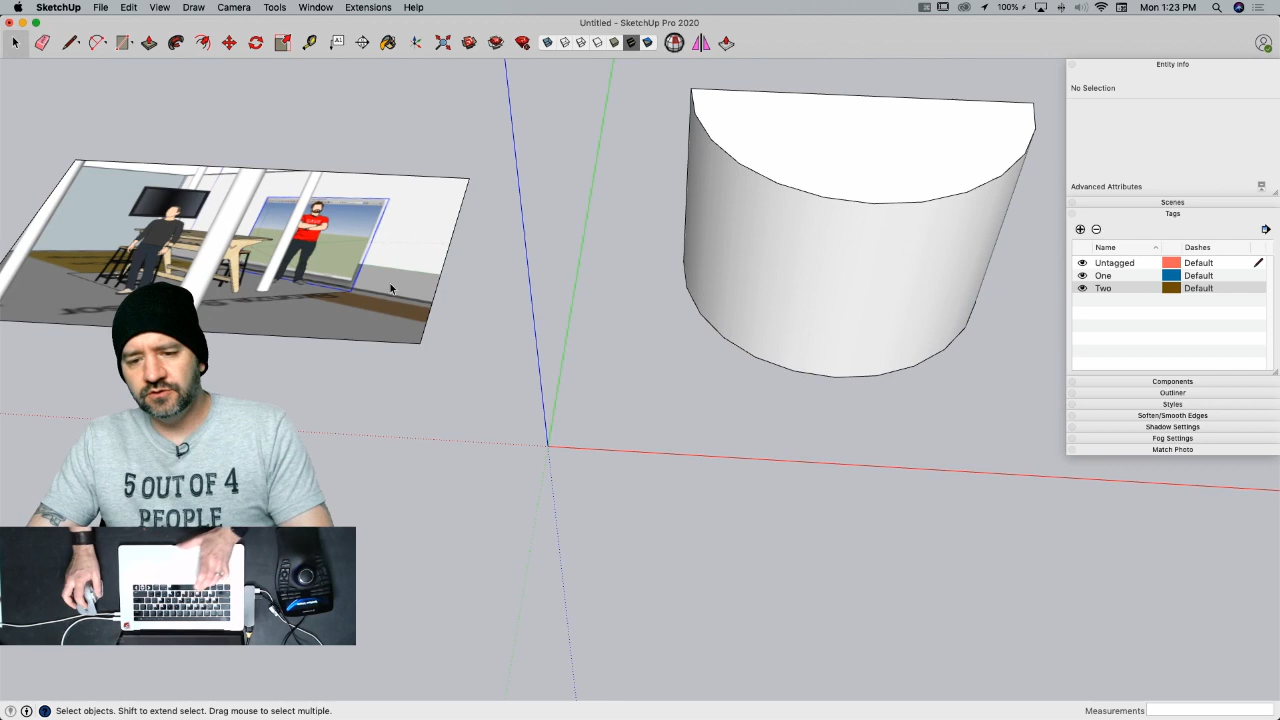 SketchUp File Edit View Draw Camera Tools Window Extensions Help 100% Mon 1:23 PM
Untitled - SketchUp Pro 2020
Entity Info
No Selection
Advanced Attributes
Scenes
Tags
Name Dashes
Untagged Default
One Default
Two Default
Components
Outliner
Styles
Soften/Smooth Edges
Shadow Settings
Fog Settings
Match Photo
5 OUT OF 4
PEOPLE
Select objects. Shift to extend select. Drag mouse to select multiple.
Measurements